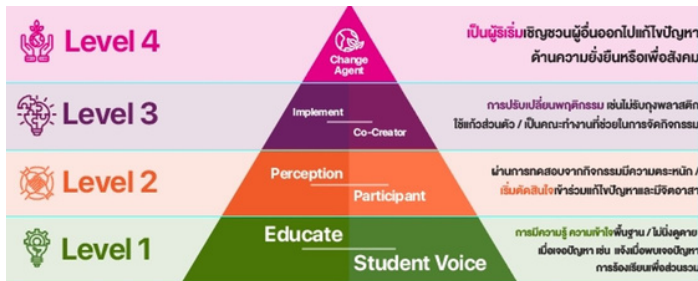 Level 4
Change
Agent
เป็นผู้ริเริ่มเชิญชวนผู้อื่นออกไปแก้ไขปัญหา
ด้านความยั่งยืนหรือเพื่อสังคม
Level 3
Implement
Co-Creator
การปรับเปลี่ยนพฤติกรรม เช่นไม่รับถุงพลาสติก
ใช้แก้วส่วนตัว / เป็นคณะทำงานที่ช่วยในการจัดกิจกรรม
Level 2
Perception
Participant
ผ่านการทดสอบจากกิจกรรมมีความตระหนัก /
เริ่มตัดสินใจเข้าร่วมแก้ไขปัญหาและมีจิตอาสา
Level 1
Educate
Student Voice
การมีความรู้ ความเข้าใจพื้นฐาน / ไม่นิ่งดูดาย
เมื่อเจอปัญหา เช่น แจ้งเมื่อพบเจอปัญหา
การร้องเรียนเพื่อส่วนรวม